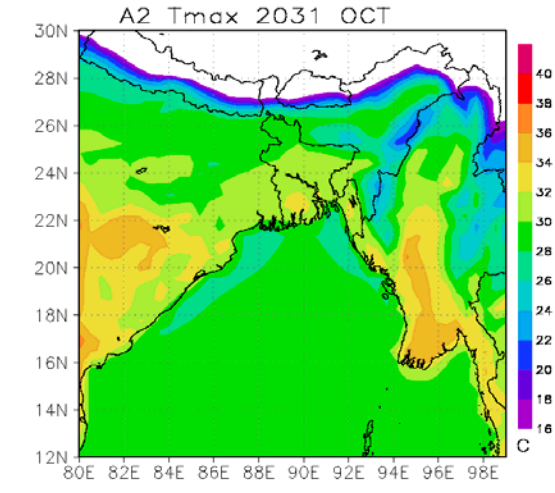 A2 Tmax 2031 OCT
30N
28N
26N
24N
22N
20N
18N
16N
14N
12N
80E 82E 84E 86E 88E 90E 92E 94E 96E 98E
40
38
36
34
32
30
28
26
24
22
20
18
16
C